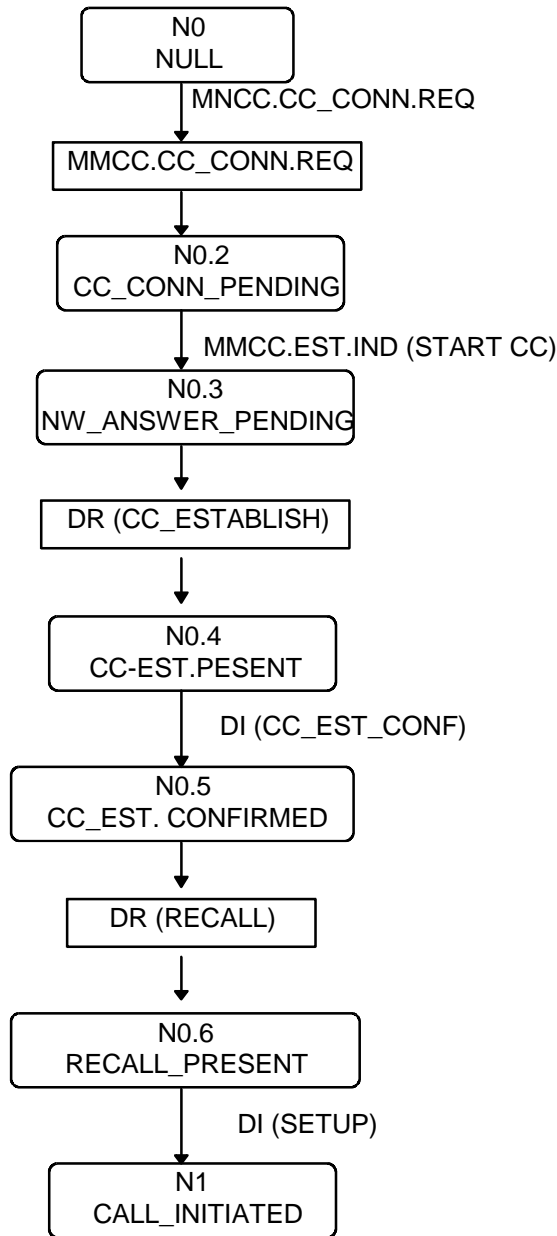 N0
NULL
MNCC.CC_CONN.REQ
MMCC.CC_CONN.REQ
N0.2
CC_CONN_PENDING
MMCC.EST.IND (START CC)
N0.3
NW_ANSWER_PENDING
DR (CC_ESTABLISH)
N0.4
CC-EST.PESENT
DI (CC_EST_CONF)
N0.5
CC_EST. CONFIRMED
DR (RECALL)
N0.6
RECALL_PRESENT
DI (SETUP)
N1
CALL_INITIATED